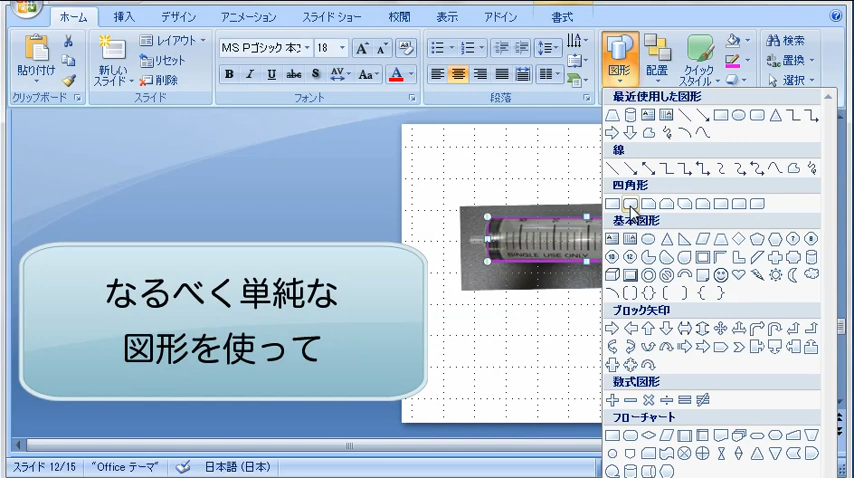 ホーム 挿入 デザイン アニメーション スライド ショー 校閲 表示 アドイン 書式
貼り付け
クリップボード
新しい
スライド
レイアウト
リセット
削除
スライド
MS Pゴシック 本文 18
B I U abc S AV Aa A
フォント
段落
図形
配置
クイック
スタイル
検索
置換
選択
最近使用した図形
線
四角形
基本図形
ブロック矢印
数式図形
フローチャート
SINGLE USE ONLY
なるべく単純な
図形を使って
スライド 12/15 "Office テーマ" 日本語 (日本)